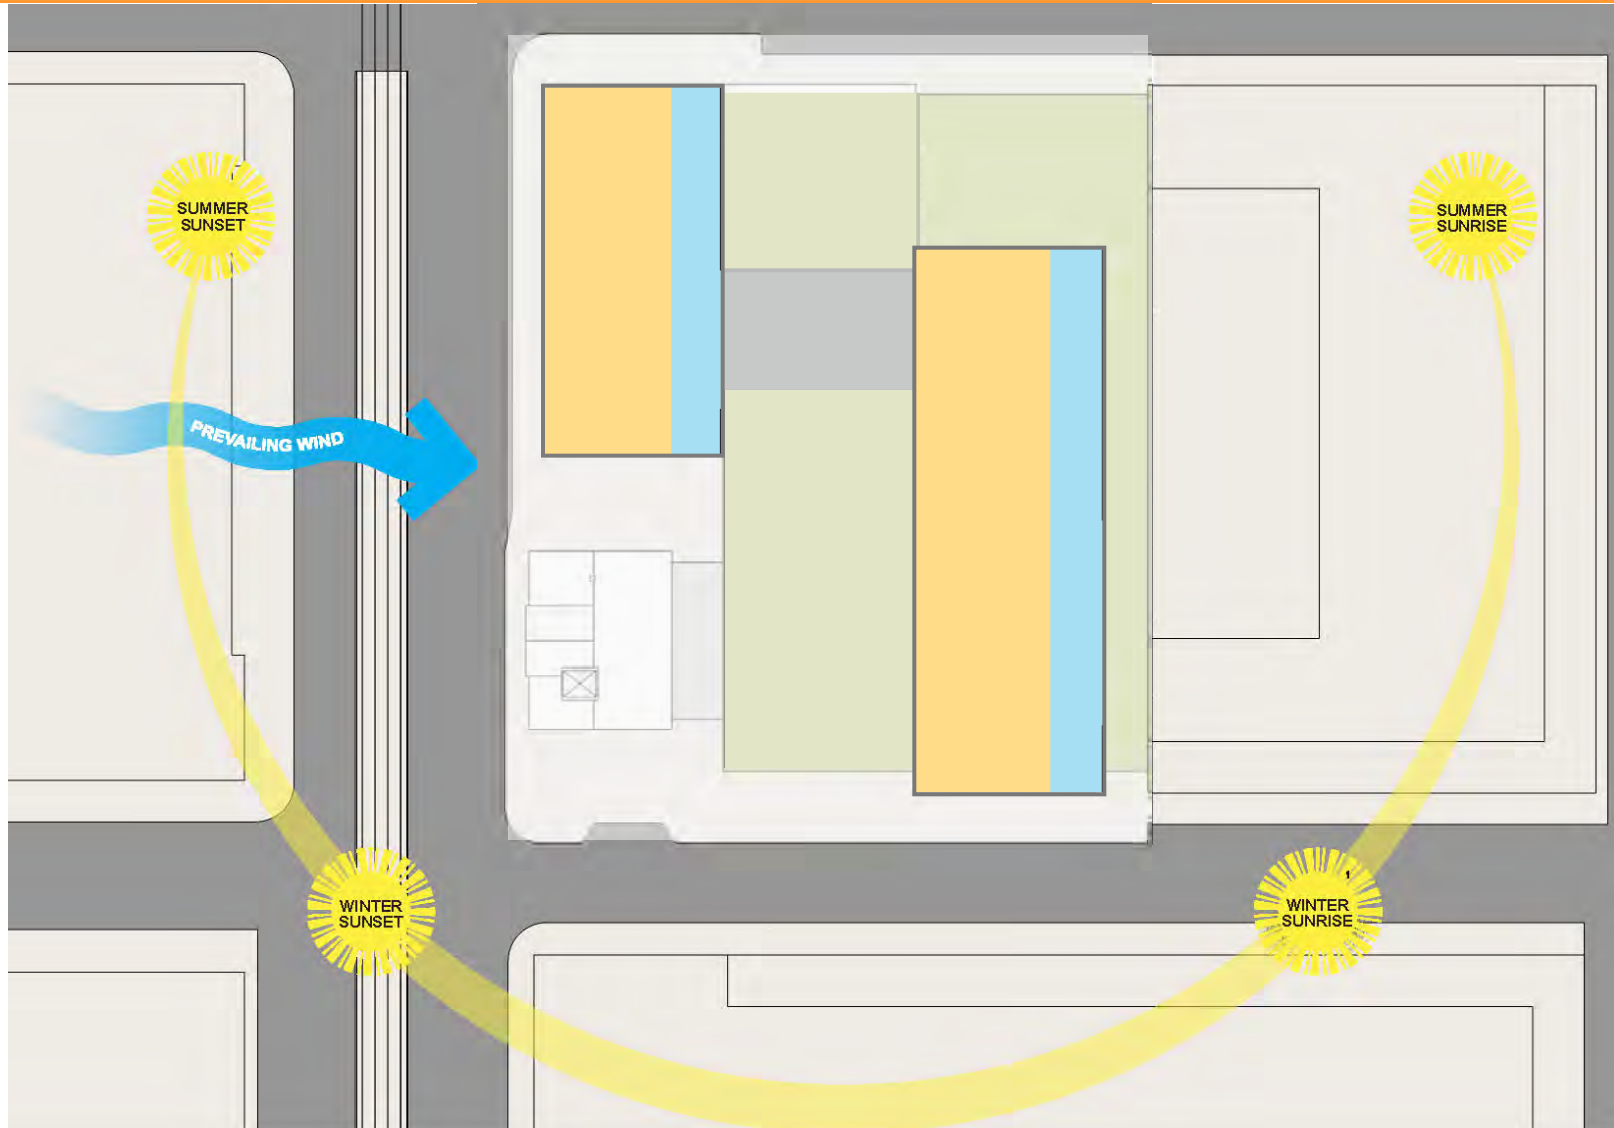 SUMMER
SUNSET
SUMMER
SUNRISE
PREVAILING WIND
WINTER
SUNSET
WINTER
SUNRISE